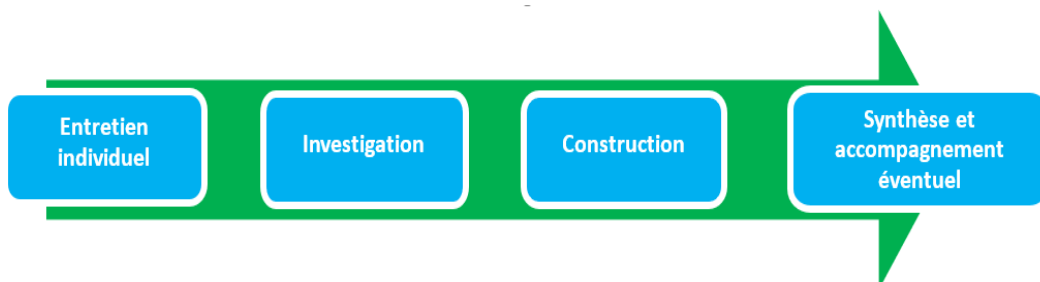 Entretien
individuel
Investigation
Construction
Synthèse et
accompagnement
éventuel